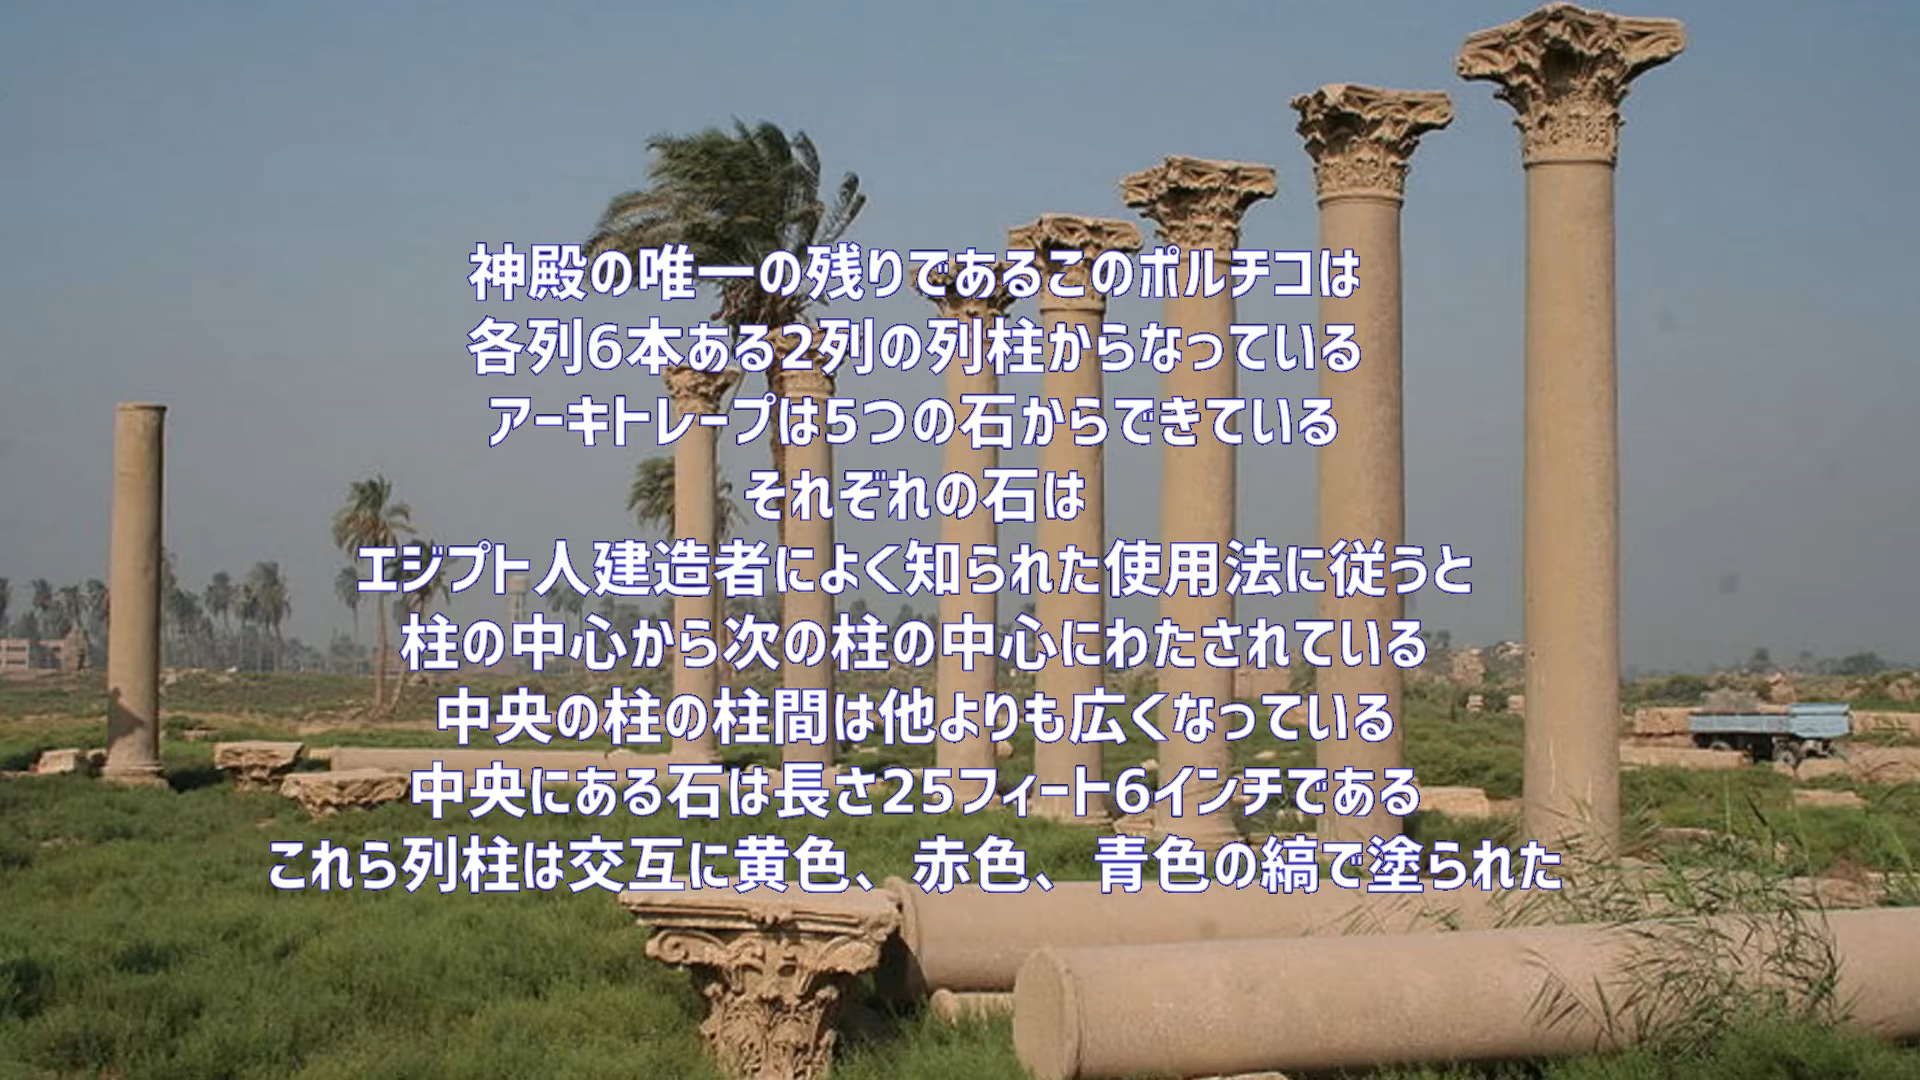 神殿の唯一の残りであるこのポルチコは
各列6本ある2列の列柱からなっている
アーキトレープは5つの石からできている
それぞれの石は
エジプト人建造者によく知られた使用法に従うと
柱の中心から次の柱の中心にわたされている
中央の柱の柱間は他よりも広くなっている
中央にある石は長さ25フィート6インチである
これら列柱は交互に黄色、赤色、青色の縞で塗られた